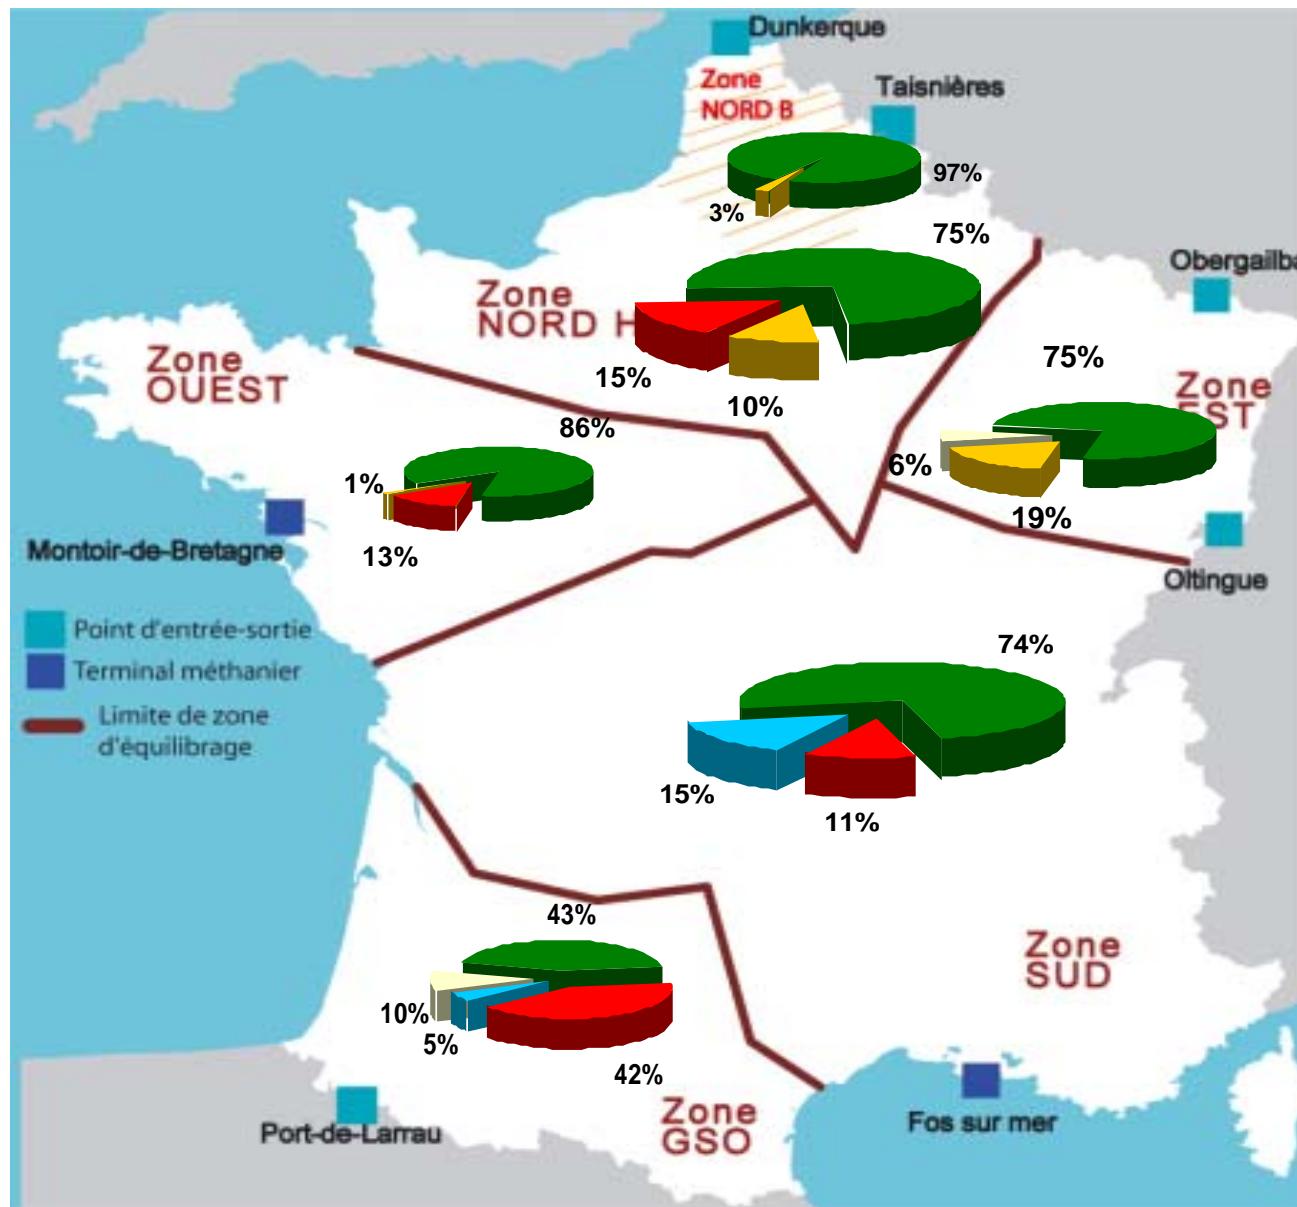 Dunkerque
Zone
NORD B
Taisnières
97%
3%
75%
Zone
NORD H
Obergailba
15%
10%
Zone
OUEST
75%
Zone
EST
86%
6%
19%
1%
13%
Montoir-de-Bretagne
Oltingue
Point d'entrée-sortie
Terminal méthanier
Limite de zone
d'équilibrage
74%
15%
11%
43%
10%
5%
42%
Zone
SUD
Zone
GSO
Port-de-Larrau
Fos sur mer